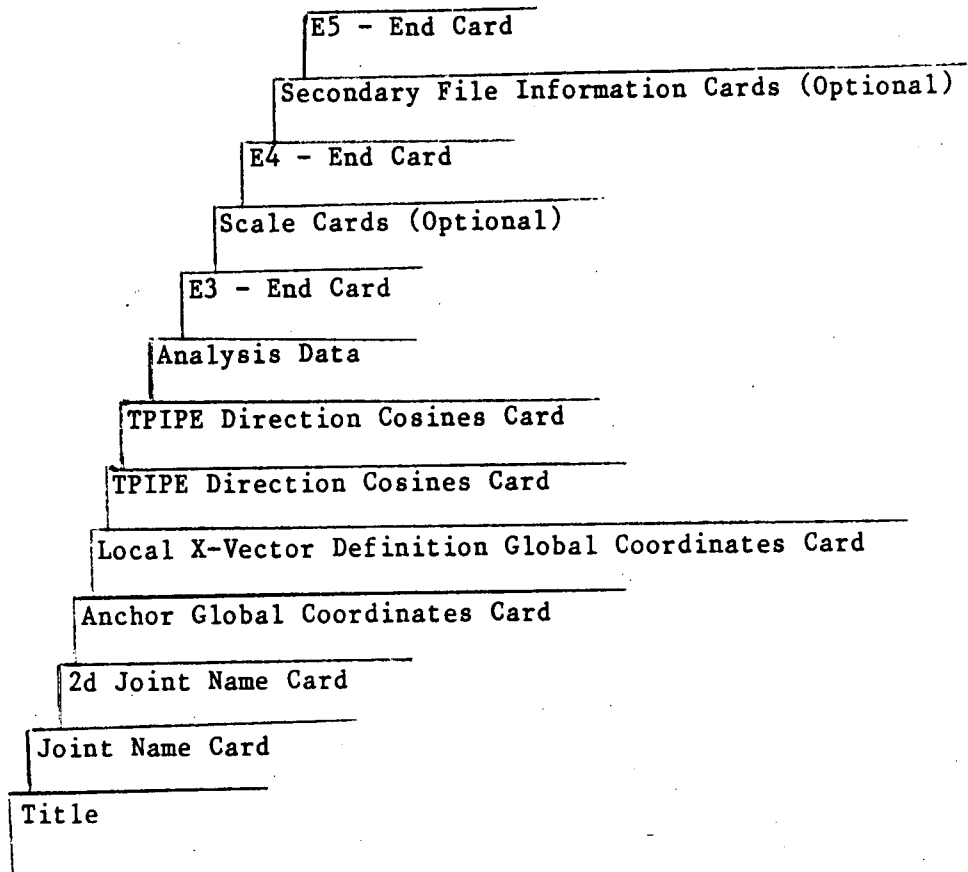 E5 - End Card
Secondary File Information Cards (Optional)
E4 - End Card
Scale Cards (Optional)
E3 - End Card
Analysis Data
TPIPE Direction Cosines Card
TPIPE Direction Cosines Card
Local X-Vector Definition Global Coordinates Card
Anchor Global Coordinates Card
2d Joint Name Card
Joint Name Card
Title